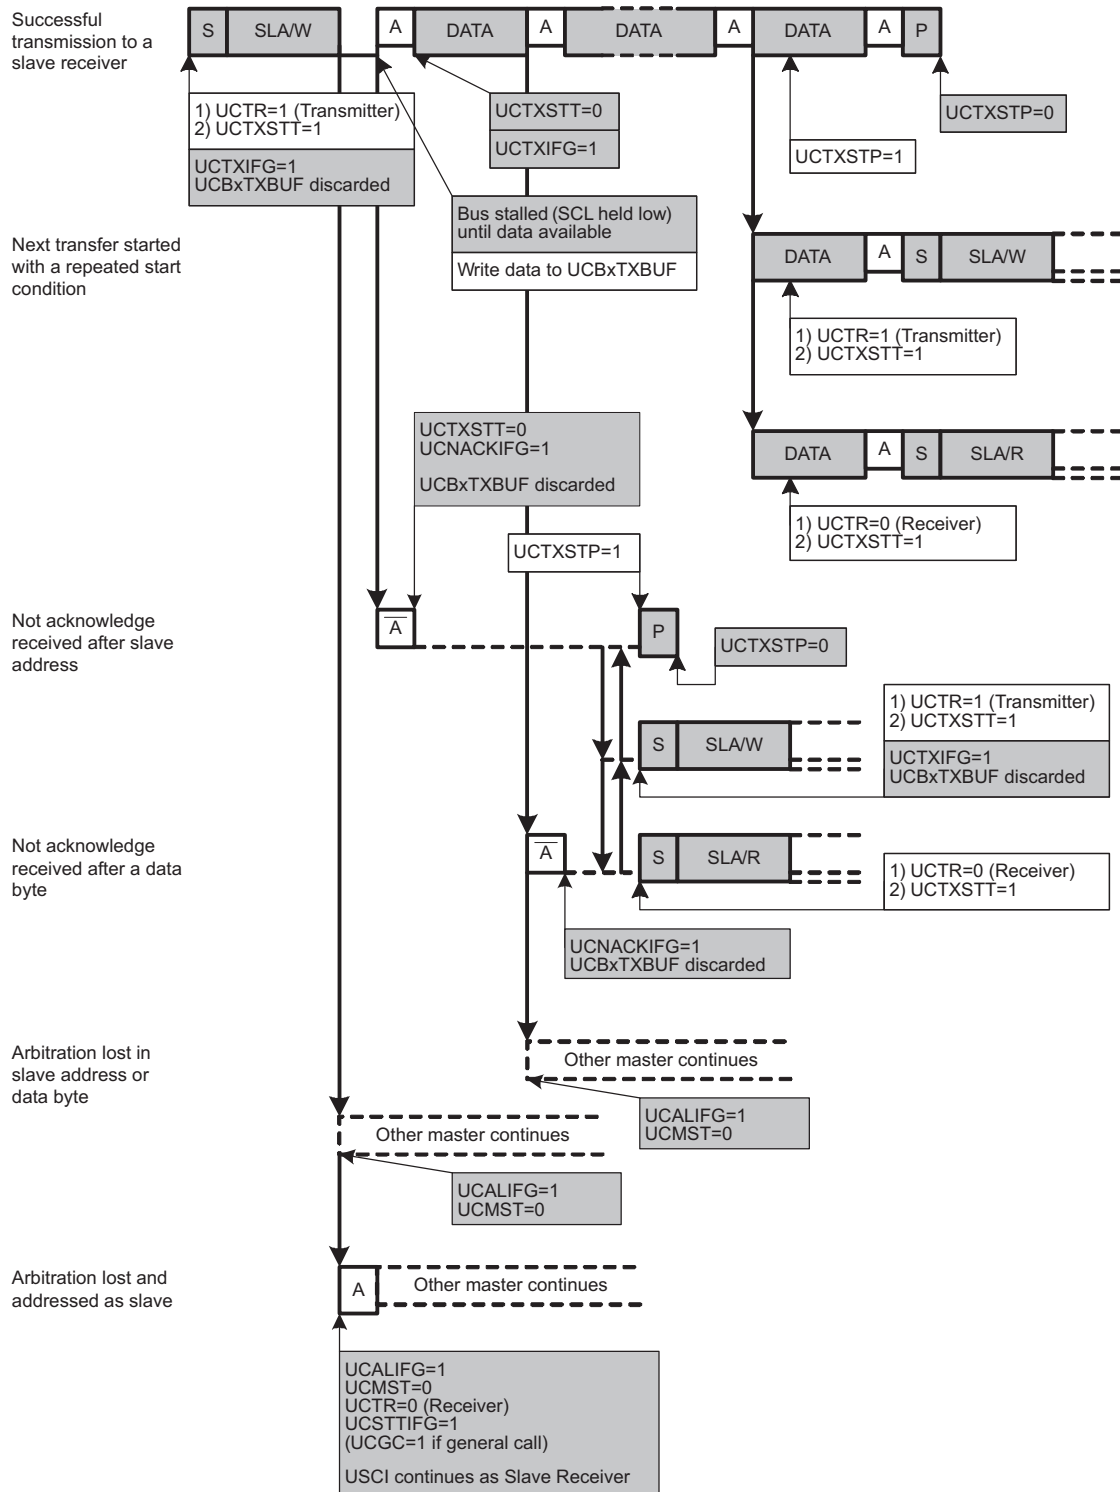 Successful
transmission to a
slave receiver
S SLA/W A DATA A DATA A DATA A P
1) UCTR=1 (Transmitter)
2) UCTXSTT=1
UCTXIFG=1
UCBxTXBUF discarded
UCTXSTT=0
UCTXIFG=1
UCTXSTP=1
UCTXSTP=0
Bus stalled (SCL held low)
until data available
Write data to UCBxTXBUF
Next transfer started
with a repeated start
condition
DATA A S SLA/W
1) UCTR=1 (Transmitter)
2) UCTXSTT=1
DATA A S SLA/R
1) UCTR=0 (Receiver)
2) UCTXSTT=1
UCTXSTT=0
UCNACKIFG=1
UCBxTXBUF discarded
UCTXSTP=1
Not acknowledge
received after slave
address
A̅ P
UCTXSTP=0
S SLA/W
1) UCTR=1 (Transmitter)
2) UCTXSTT=1
UCTXIFG=1
UCBxTXBUF discarded
Not acknowledge
received after a data
byte
A̅ S SLA/R
1) UCTR=0 (Receiver)
2) UCTXSTT=1
UCNACKIFG=1
UCBxTXBUF discarded
Arbitration lost in
slave address or
data byte
Other master continues
UCALIFG=1
UCMST=0
Other master continues
UCALIFG=1
UCMST=0
Arbitration lost and
addressed as slave
A Other master continues
UCALIFG=1
UCMST=0
UCTR=0 (Receiver)
UCSTTIFG=1
(UCGC=1 if general call)
USCI continues as Slave Receiver